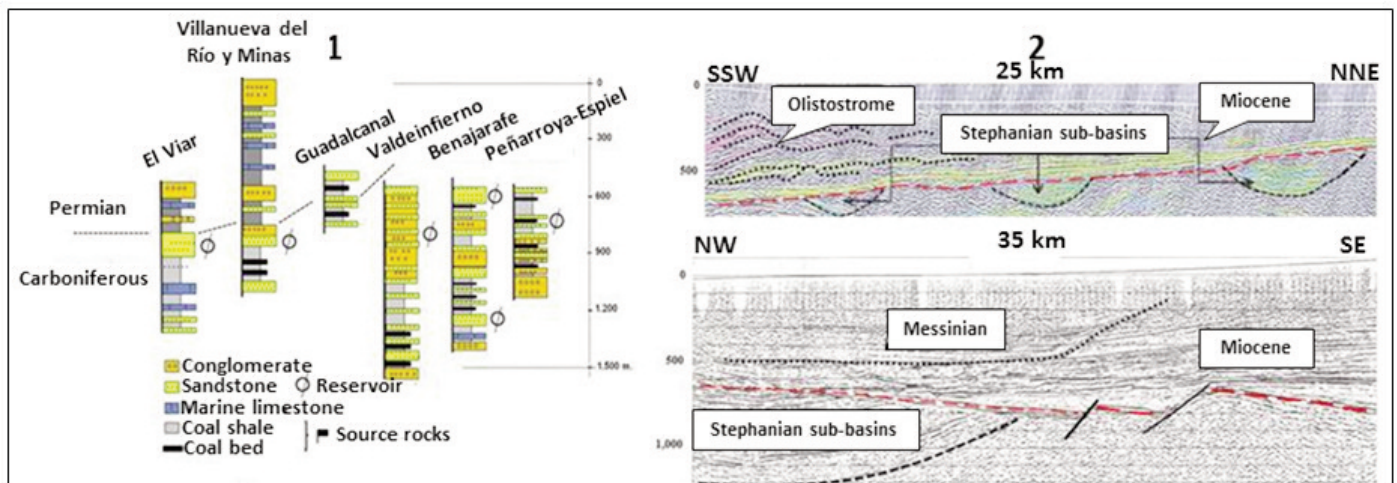 Villanueva del
Río y Minas
1
El Viar
Guadalcanal
Valdeinfierno
Benajarafe
Peñarroya-Espiel
0
300
600
900
1.200
1,500 m.
Permian
Carboniferous
Conglomerate
Sandstone
Reservoir
Marine limestone
Coal shale
Source rocks
Coal bed
2
SSW
25 km
NNE
0
Olistostrome
Miocene
Stephanian sub-basins
500
NW
35 km
SE
0
Messinian
500
Miocene
Stephanian sub-basins
1,000